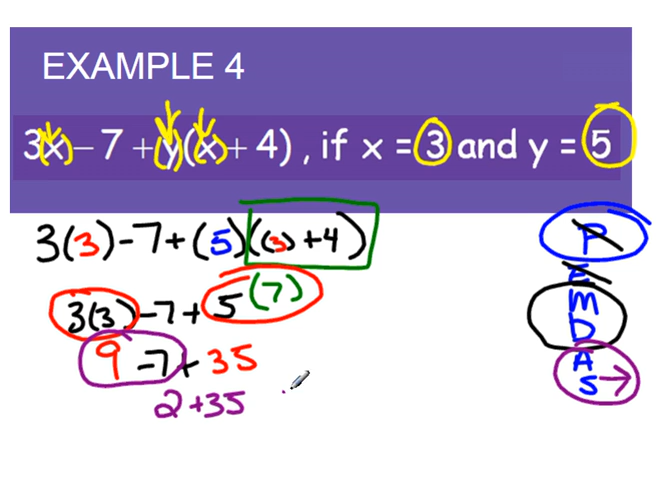 EXAMPLE 4
3(x) – 7 + (y)((x) + 4) , if x = 3 and y = 5
3(3)-7+(5)((3)+4)
P
E
3(3)-7+5(7)
M
D
9-7+35
A
S→
2+35